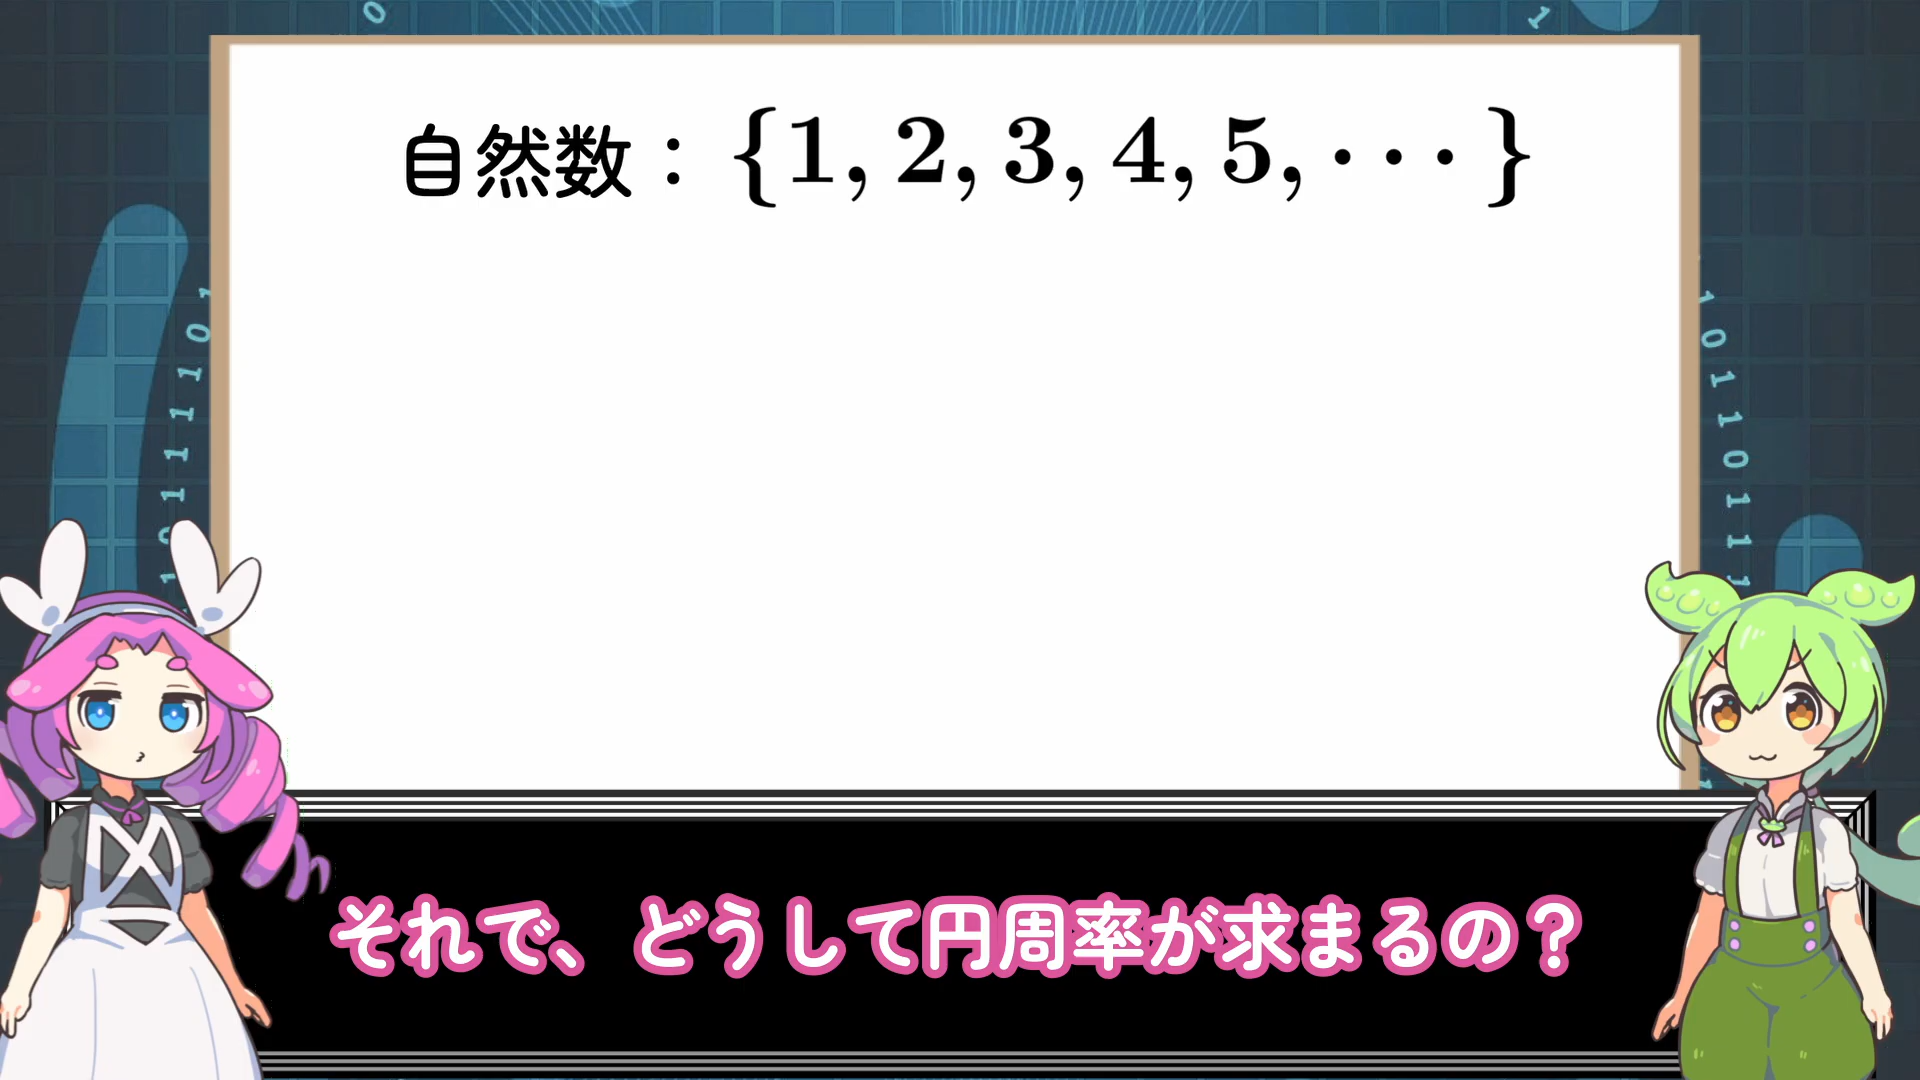 自然数：{1, 2, 3, 4, 5, ･･･}
それで、どうして円周率が求まるの？